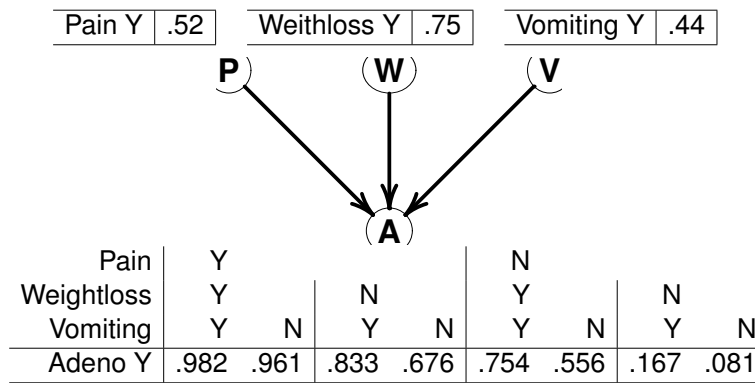 Pain Y .52 Weithloss Y .75 Vomiting Y .44
P W V
A
Pain Y N
Weightloss Y N Y N
Vomiting Y N Y N Y N Y N
Adeno Y .982 .961 .833 .676 .754 .556 .167 .081